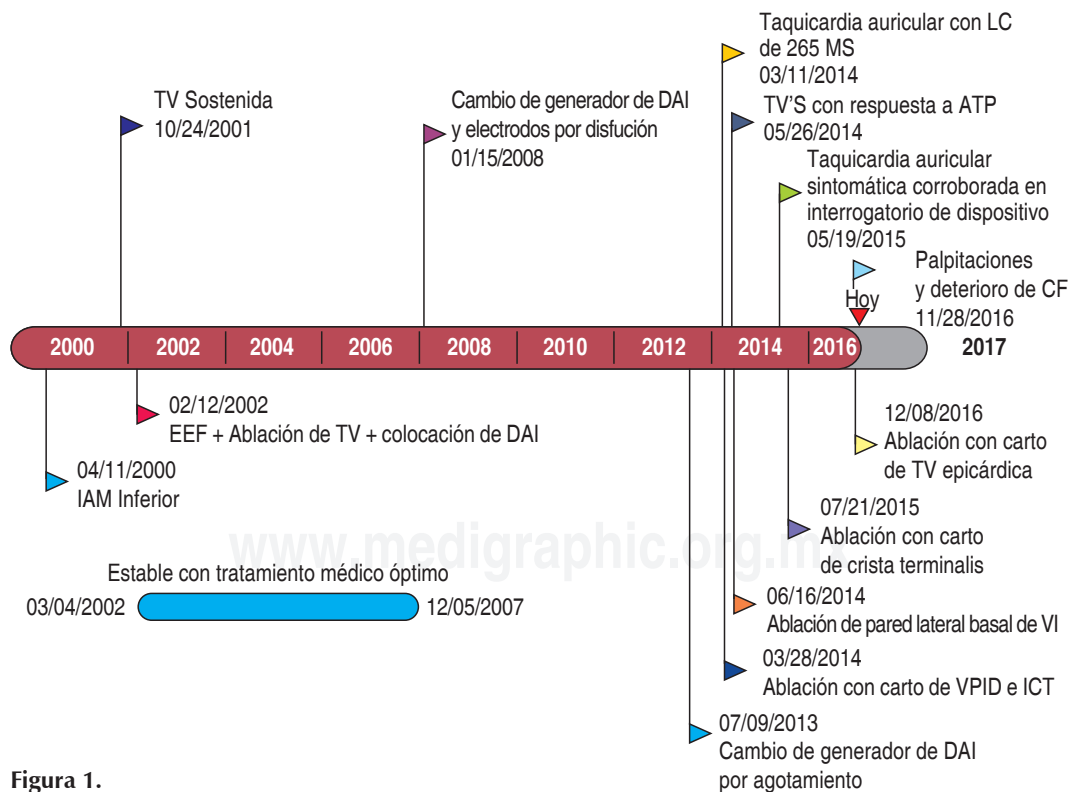 Taquicardia auricular con LC
de 265 MS
03/11/2014
TV Sostenida
10/24/2001
Cambio de generador de DAI
y electrodos por disfución
01/15/2008
TV'S con respuesta a ATP
05/26/2014
Taquicardia auricular
sintomática corroborada en
interrogatorio de dispositivo
05/19/2015
Palpitaciones
y deterioro de CF
11/28/2016
Hoy
2000 2002 2004 2006 2008 2010 2012 2014 2016 2017
02/12/2002
EEF + Ablación de TV + colocación de DAI
04/11/2000
IAM Inferior
12/08/2016
Ablación con carto
de TV epicárdica
07/21/2015
Ablación con carto
de crista terminalis
www.medigraphic.org.mx
Estable con tratamiento médico óptimo
03/04/2002 12/05/2007
06/16/2014
Ablación de pared lateral basal de VI
03/28/2014
Ablación con carto de VPID e ICT
07/09/2013
Cambio de generador de DAI
por agotamiento
Figura 1.